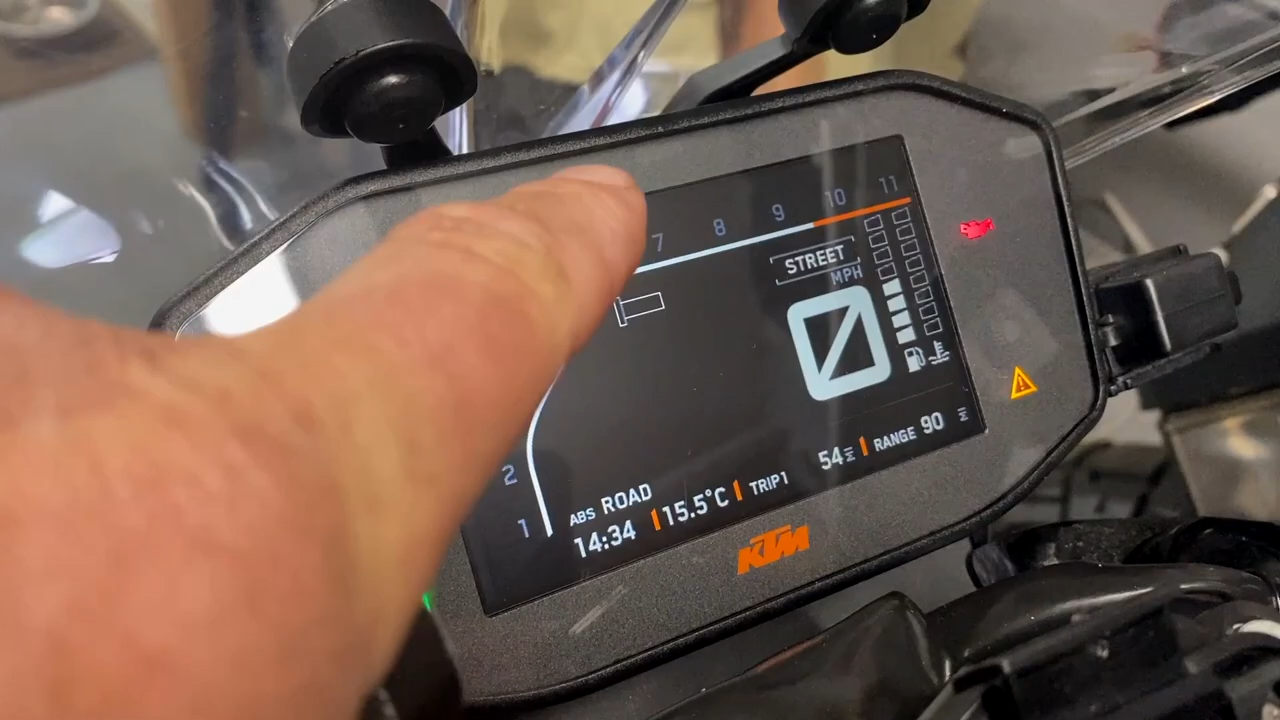 7 8 9 10 11
STREET
MPH
0
2
1
ABS ROAD
14:34 15.5°C TRIP1 54 RANGE 90
KTM